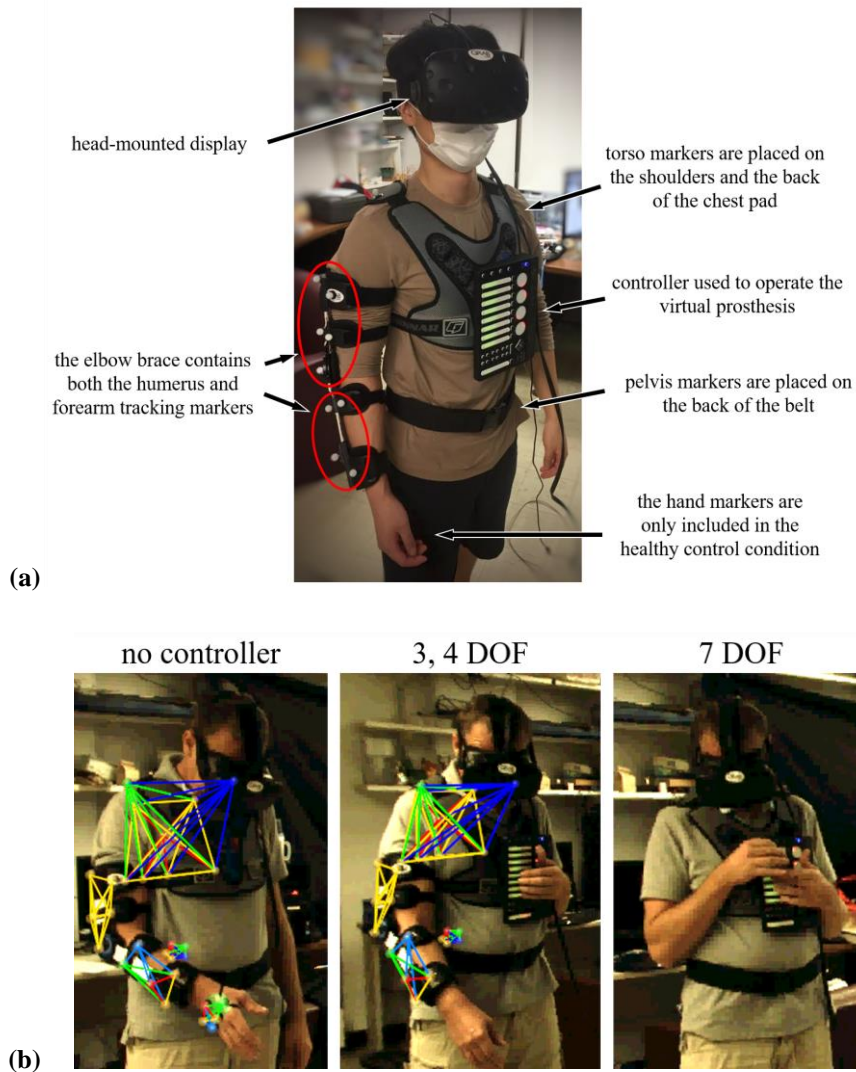 head-mounted display
torso markers are placed on
the shoulders and the back
of the chest pad
controller used to operate the
virtual prosthesis
the elbow brace contains
both the humerus and
forearm tracking markers
pelvis markers are placed on
the back of the belt
the hand markers are
only included in the
healthy control condition
(a)
no controller
3, 4 DOF
7 DOF
(b)